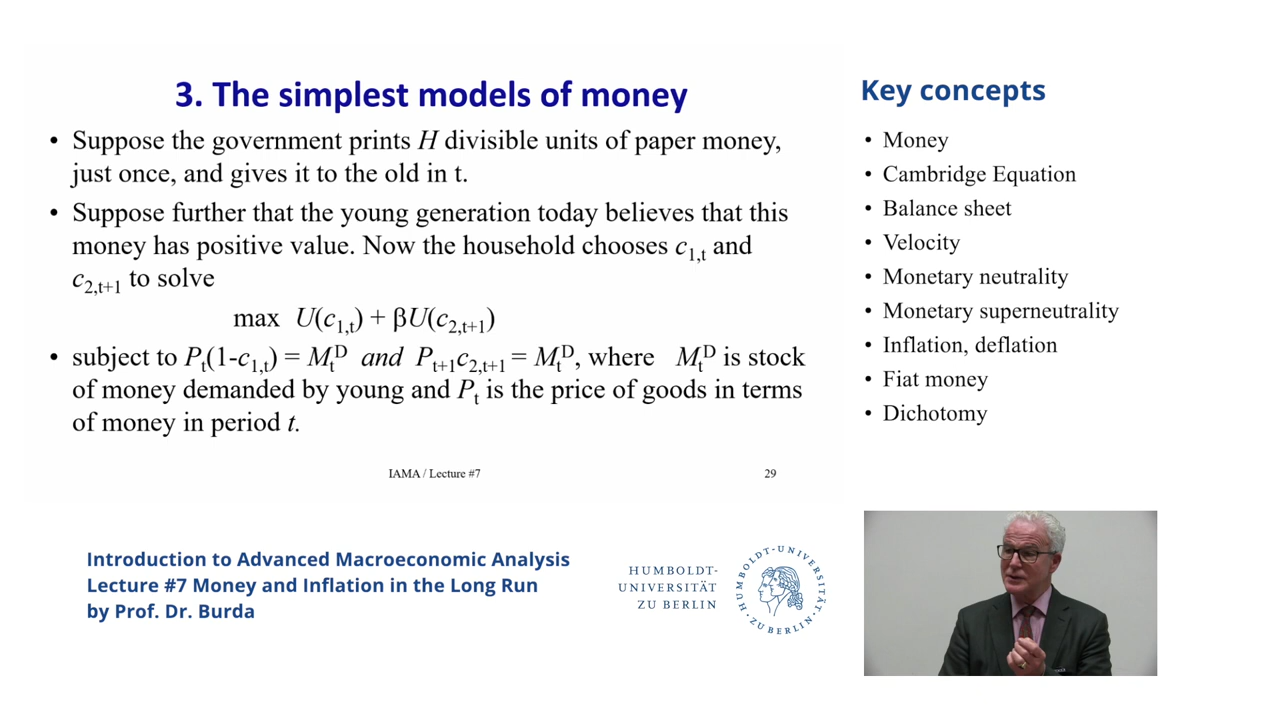 3. The simplest models of money
• Suppose the government prints H divisible units of paper money,
just once, and gives it to the old in t.
• Suppose further that the young generation today believes that this
money has positive value. Now the household chooses c1,t and
c2,t+1 to solve
max U(c1,t) + βU(c2,t+1)
• subject to Pt(1-c1,t) = MtD and Pt+1c2,t+1 = MtD, where MtD is stock
of money demanded by young and Pt is the price of goods in terms
of money in period t.
IAMA / Lecture #7
29
Key concepts
• Money
• Cambridge Equation
• Balance sheet
• Velocity
• Monetary neutrality
• Monetary superneutrality
• Inflation, deflation
• Fiat money
• Dichotomy
Introduction to Advanced Macroeconomic Analysis
Lecture #7 Money and Inflation in the Long Run
by Prof. Dr. Burda
HUMBOLDT-
UNIVERSITÄT
ZU BERLIN
HUMBOLDT-UNIVERSITÄT
ZU BERLIN